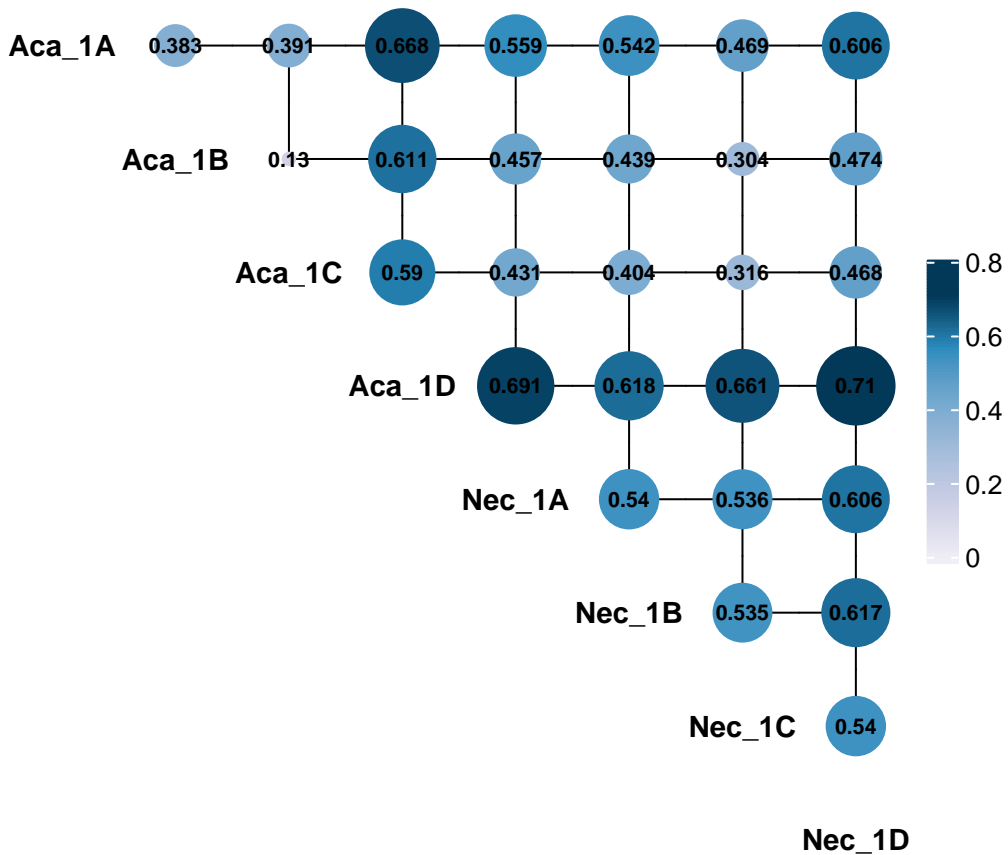 Aca_1A 0.383 0.391 0.668 0.559 0.542 0.469 0.606
Aca_1B 0.13 0.611 0.457 0.439 0.304 0.474
Aca_1C 0.59 0.431 0.404 0.316 0.468
Aca_1D 0.691 0.618 0.661 0.71
Nec_1A 0.54 0.536 0.606
Nec_1B 0.535 0.617
Nec_1C 0.54
Nec_1D
0.8
0.6
0.4
0.2
0